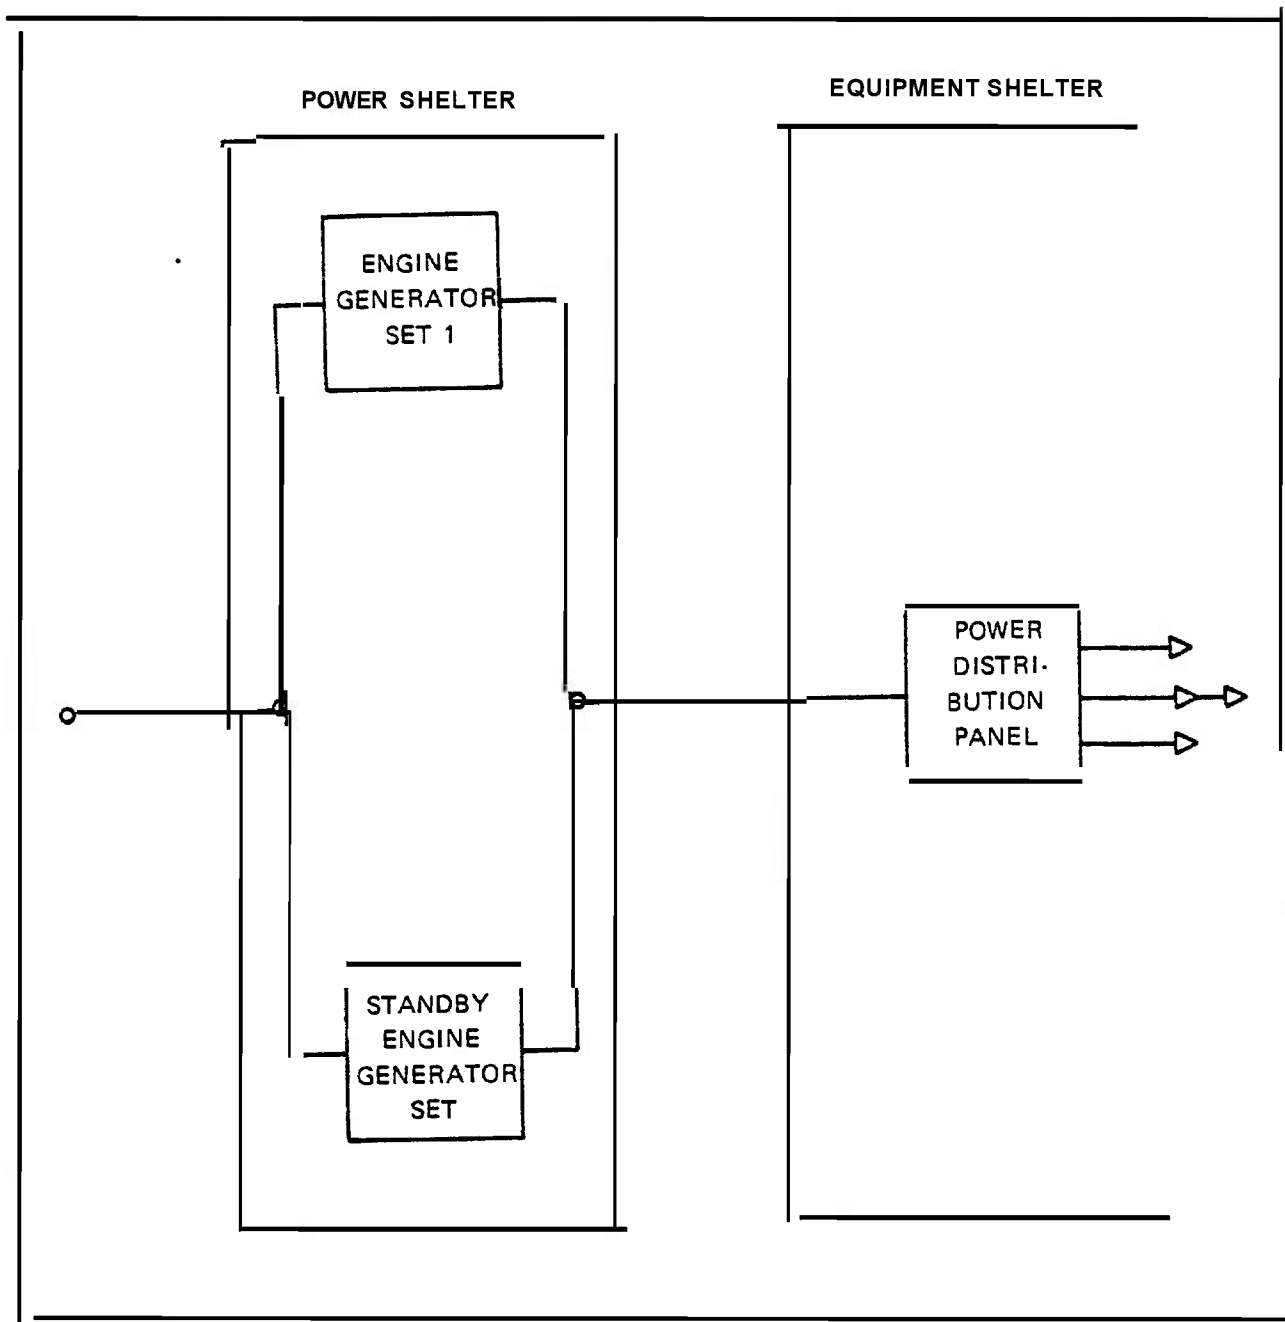 POWER SHELTER
EQUIPMENT SHELTER
ENGINE
GENERATOR
SET 1
POWER
DISTRI-
BUTION
PANEL
STANDBY
ENGINE
GENERATOR
SET